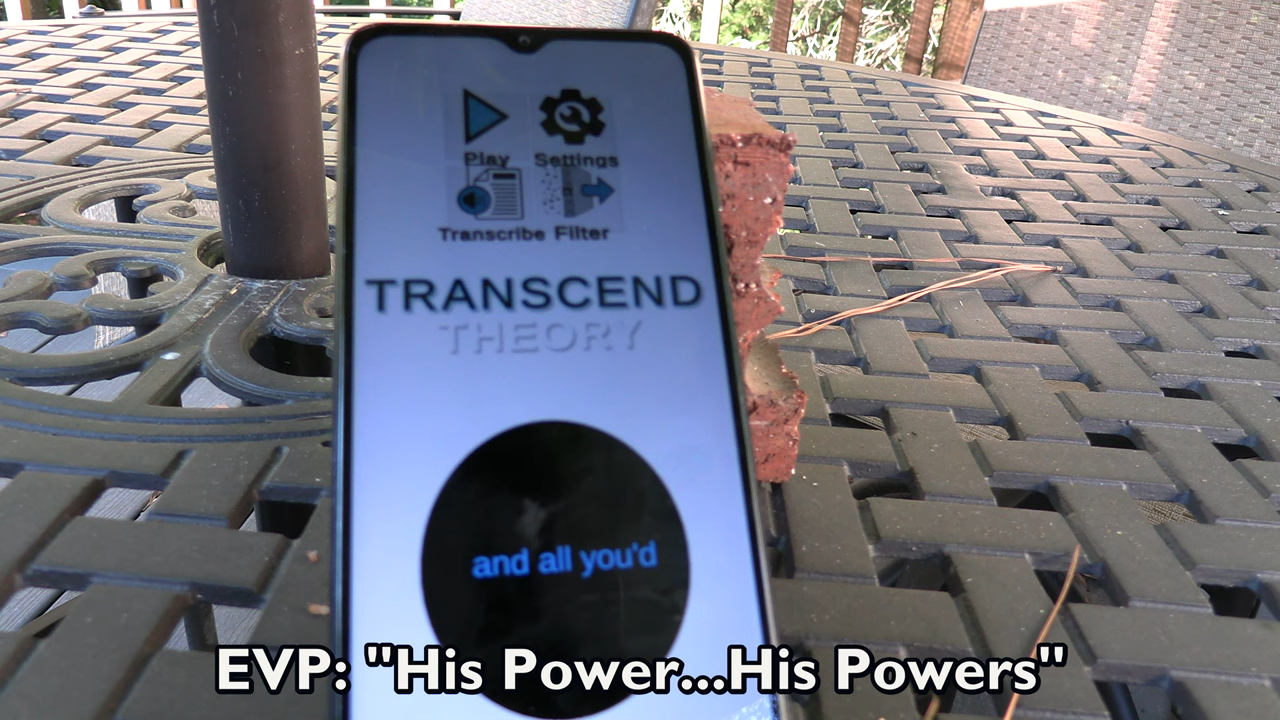 Play Settings
Transcribe Filter
TRANSCEND
THEORY
and all you'd
EVP: "His Power...His Powers"